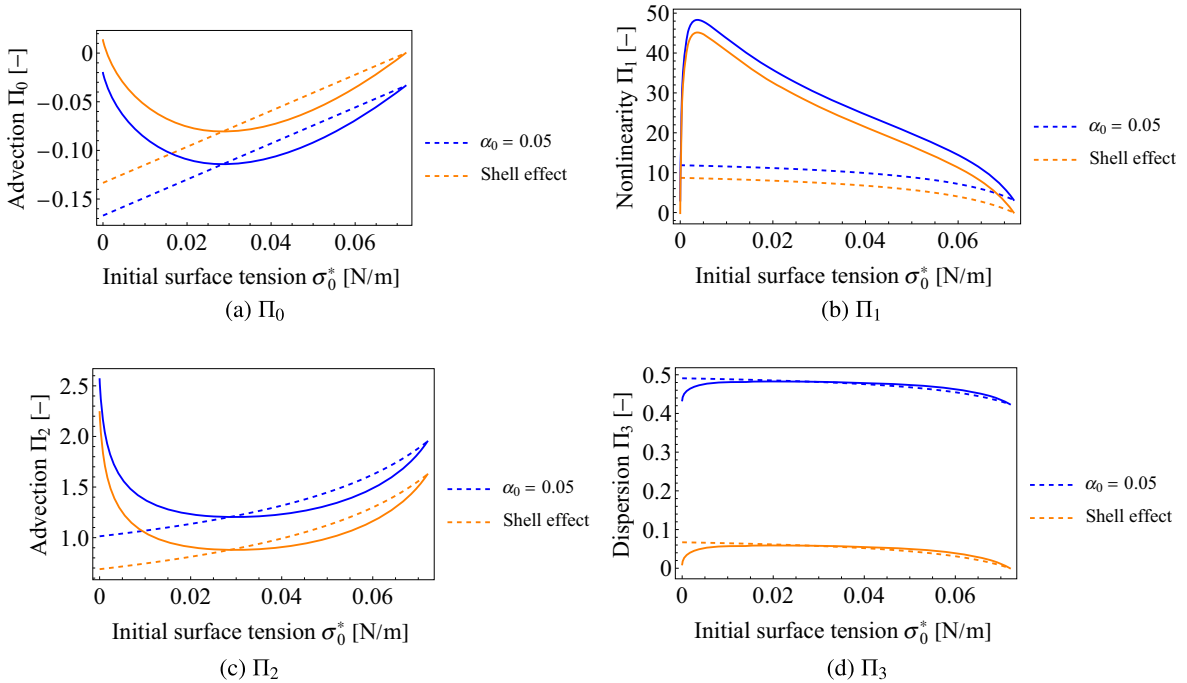 Advection Π₀ [–]
0
−0.05
−0.10
−0.15
0
0.02
0.04
0.06
Initial surface tension σ₀* [N/m]
α₀ = 0.05
Shell effect
(a) Π₀
Nonlinearity Π₁ [–]
50
40
30
20
10
0
0
0.02
0.04
0.06
Initial surface tension σ₀* [N/m]
α₀ = 0.05
Shell effect
(b) Π₁
Advection Π₂ [–]
2.5
2.0
1.5
1.0
0
0.02
0.04
0.06
Initial surface tension σ₀* [N/m]
α₀ = 0.05
Shell effect
(c) Π₂
Dispersion Π₃ [–]
0.5
0.4
0.3
0.2
0.1
0
0
0.02
0.04
0.06
Initial surface tension σ₀* [N/m]
α₀ = 0.05
Shell effect
(d) Π₃